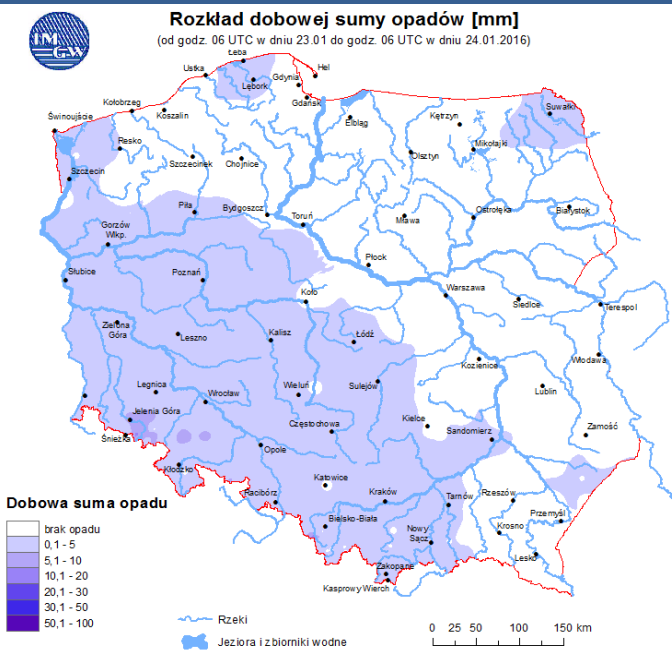 IM
GW
Rozkład dobowej sumy opadów [mm]
(od godz. 06 UTC w dniu 23.01 do godz. 06 UTC w dniu 24.01.2016)
Łeba
Ustka
Hel
Gdynia
Lębork
Gdańsk
Kołobrzeg
Koszalin
Świnoujście
Elbląg
Kętrzyn
Suwałki
Resko
Szczecinek
Chojnice
Olsztyn
Mikołajki
Szczecin
Piła
Bydgoszcz
Toruń
Mława
Ostrołęka
Białystok
Gorzów
Wlkp.
Płock
Słubice
Poznań
Koło
Warszawa
Siedlce
Terespol
Zielona
Góra
Leszno
Kalisz
Łódź
Kozienice
Włodawa
Legnica
Wrocław
Wieluń
Sulejów
Lublin
Jelenia Góra
Śnieżka
Częstochowa
Kielce
Sandomierz
Zamość
Opole
Kłodzko
Katowice
Racibórz
Kraków
Tarnów
Rzeszów
Przemyśl
Bielsko-Biała
Nowy
Sącz
Krosno
Lesko
Zakopane
Kasprowy Wierch
Dobowa suma opadu
brak opadu
0,1 - 5
5,1 - 10
10,1 - 20
20,1 - 30
30,1 - 50
50,1 - 100
Rzeki
Jeziora i zbiorniki wodne
0 25 50 100 150 km